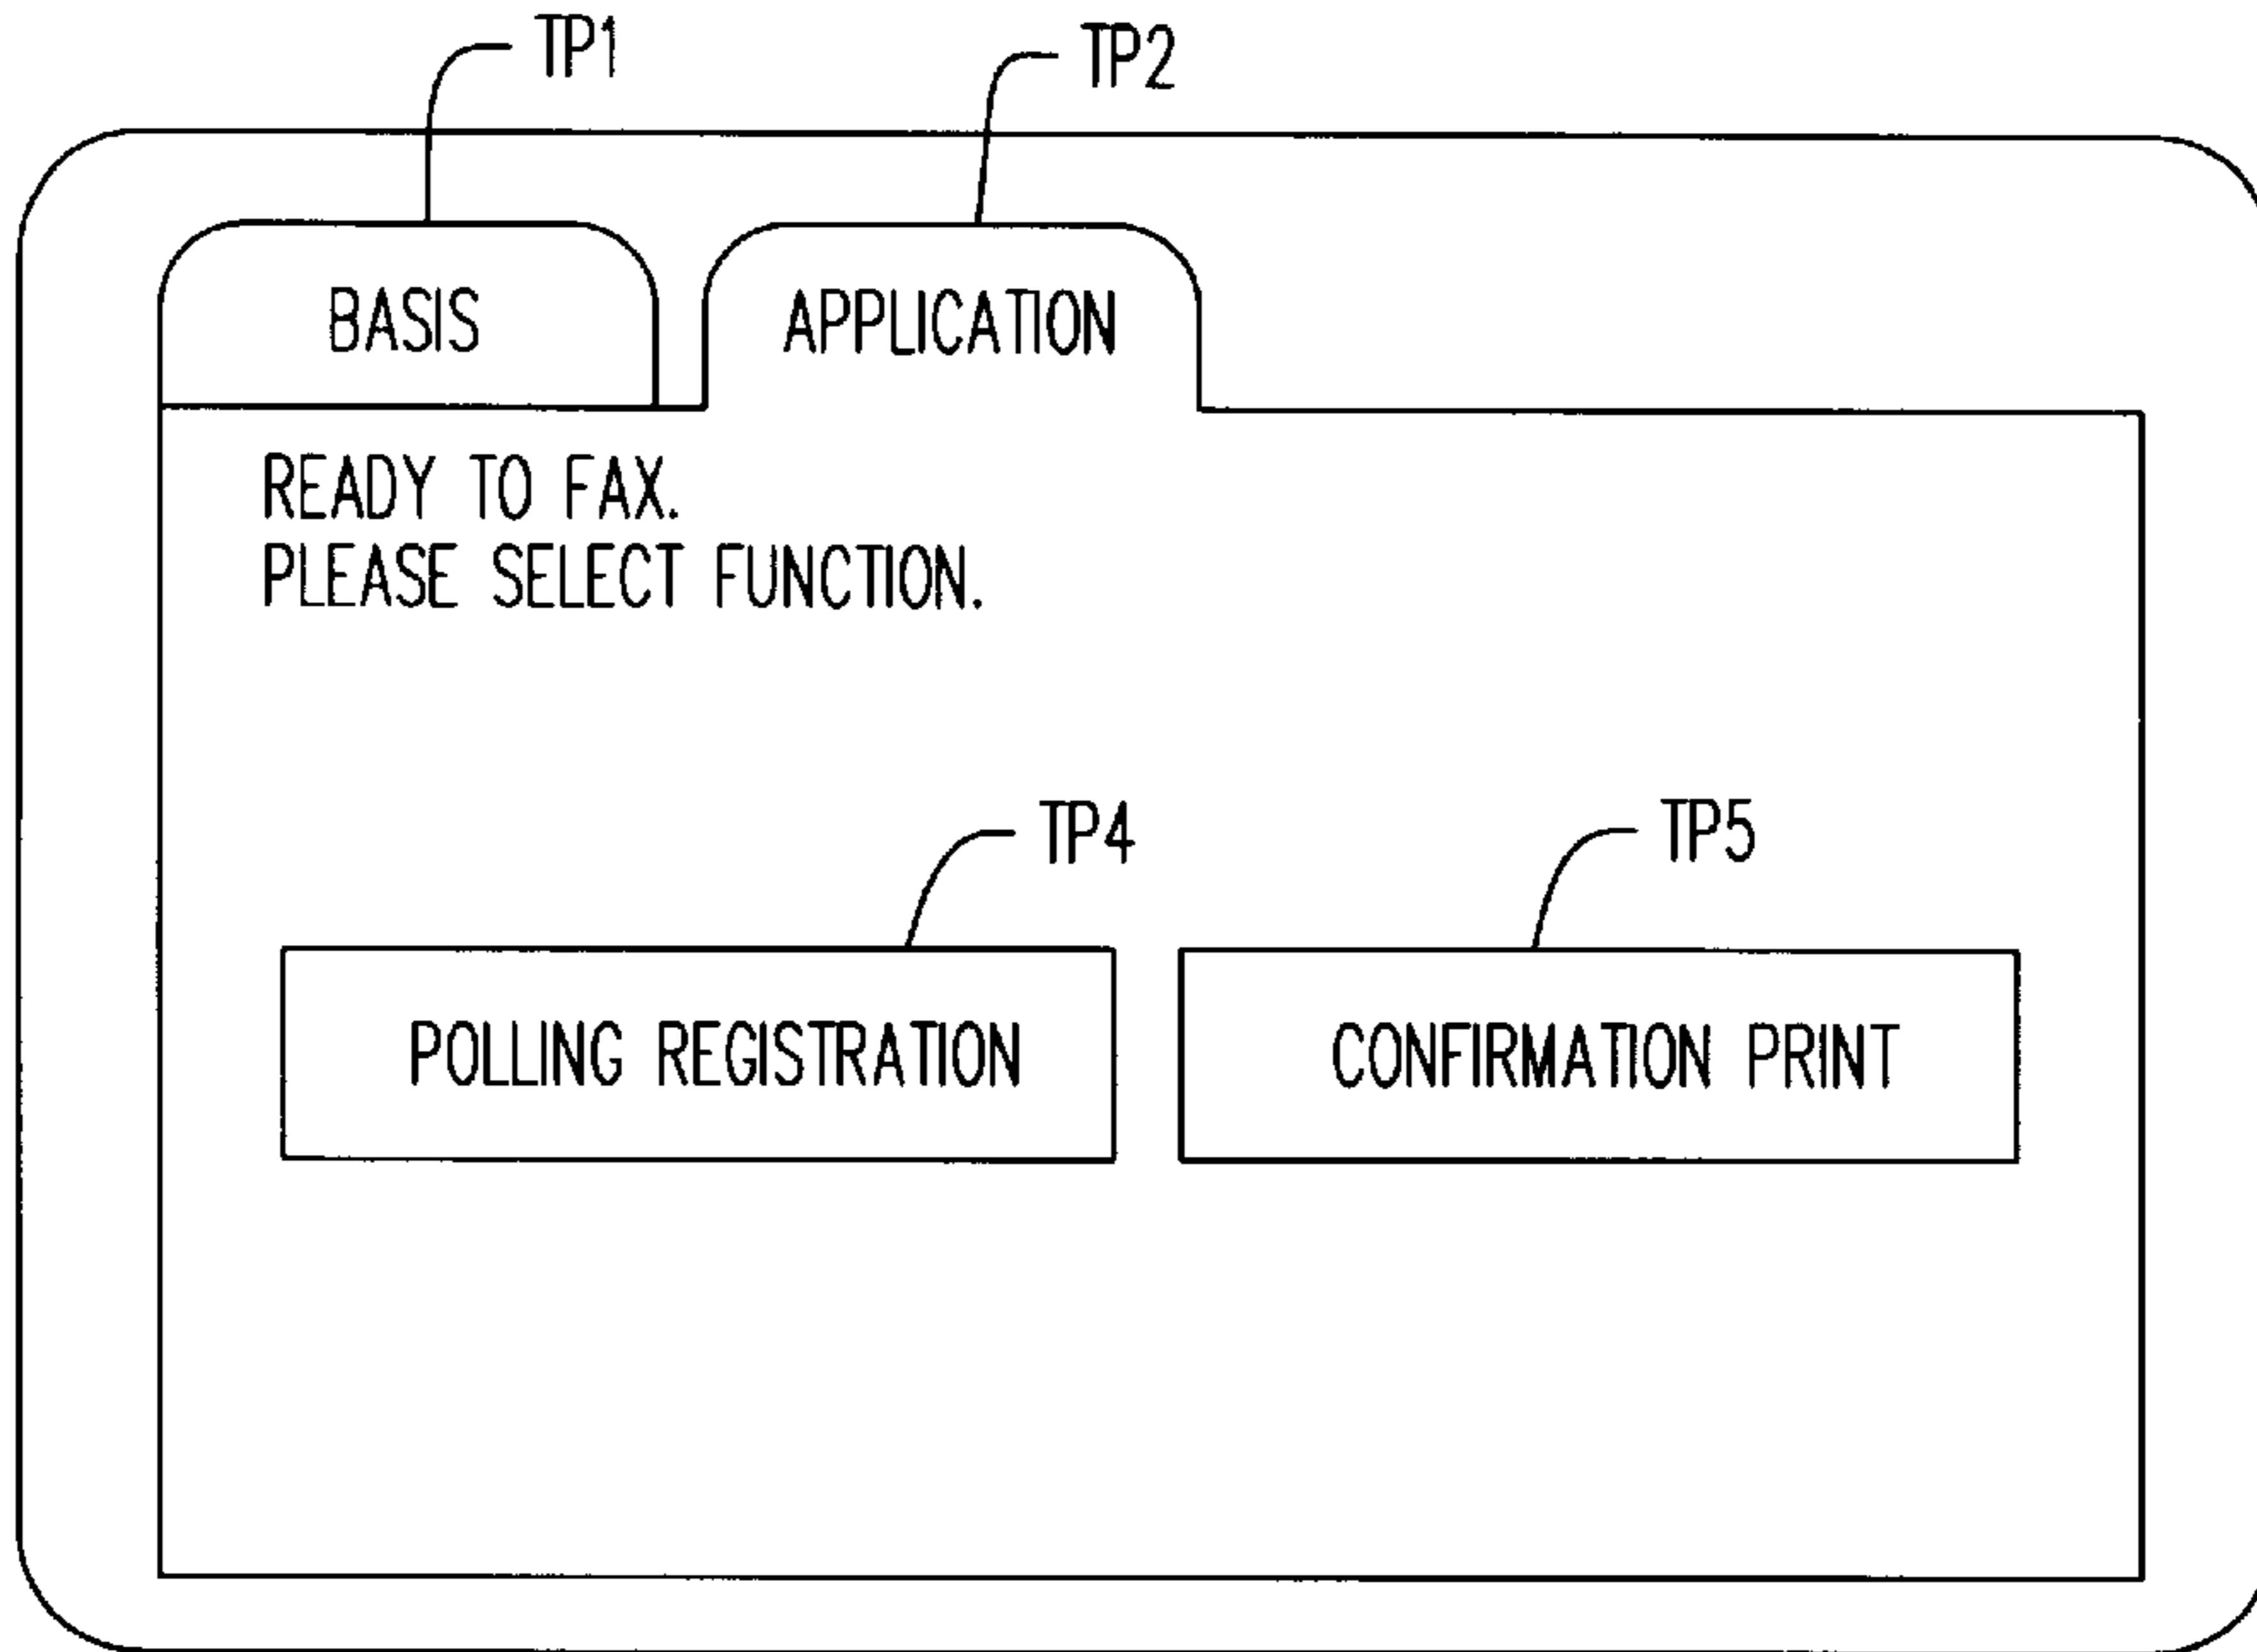 TP1
TP2
BASIS
APPLICATION
READY TO FAX.
PLEASE SELECT FUNCTION.
TP4
TP5
POLLING REGISTRATION
CONFIRMATION PRINT